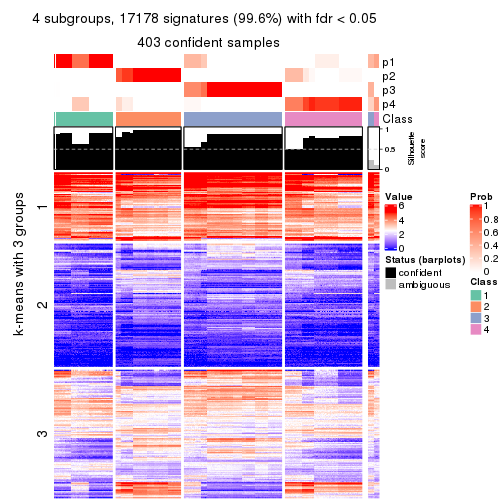 4 subgroups, 17178 signatures (99.6%) with fdr < 0.05
403 confident samples
p1
p2
p3
p4
Class
1
0.5
0
Silhouette
score
k-means with 3 groups
1
2
3
Value
6
4
2
0
Status (barplots)
confident
ambiguous
Prob
1
0.8
0.6
0.4
0.2
0
Class
1
2
3
4